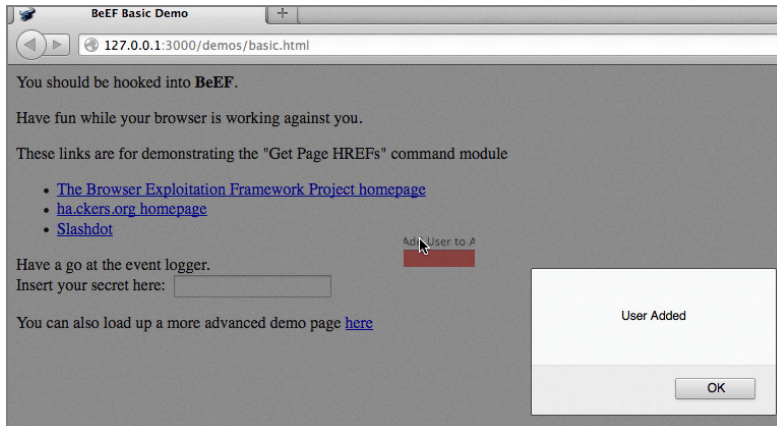 BeEF Basic Demo
127.0.0.1:3000/demos/basic.html
You should be hooked into BeEF.
Have fun while your browser is working against you.
These links are for demonstrating the "Get Page HREFs" command module
• The Browser Exploitation Framework Project homepage
• ha.ckers.org homepage
• Slashdot
User to A
Have a go at the event logger.
Insert your secret here:
User Added
You can also load up a more advanced demo page here
OK